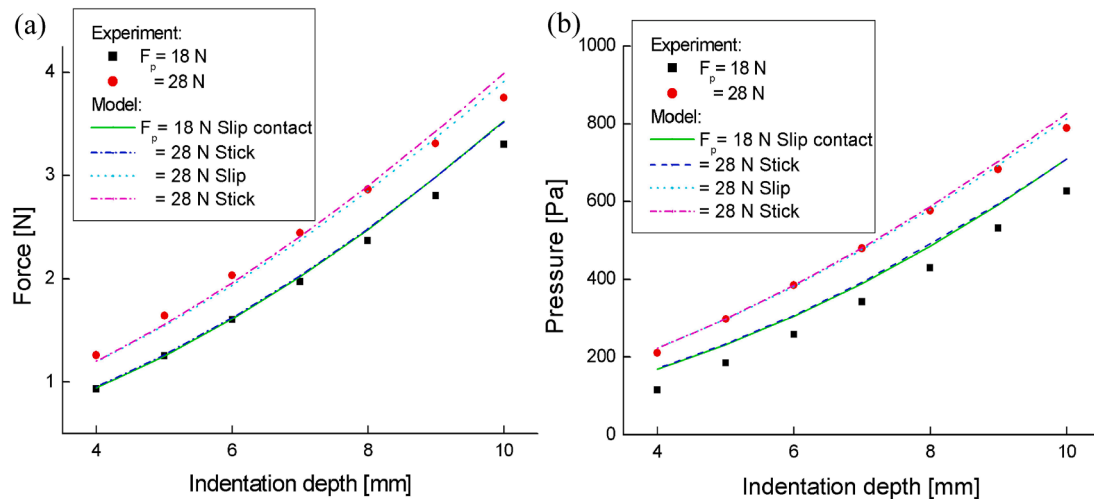 (a)
Experiment:
F_p = 18 N
= 28 N
Model:
F_p = 18 N Slip contact
= 28 N Stick
= 28 N Slip
= 28 N Stick
Force [N]
4
3
2
1
4 6 8 10
Indentation depth [mm]
(b)
Experiment:
F_p = 18 N
= 28 N
Model:
F_p = 18 N Slip contact
= 28 N Stick
= 28 N Slip
= 28 N Stick
Pressure [Pa]
1000
800
600
400
200
0
4 5 6 7 8 9 10
Indentation depth [mm]